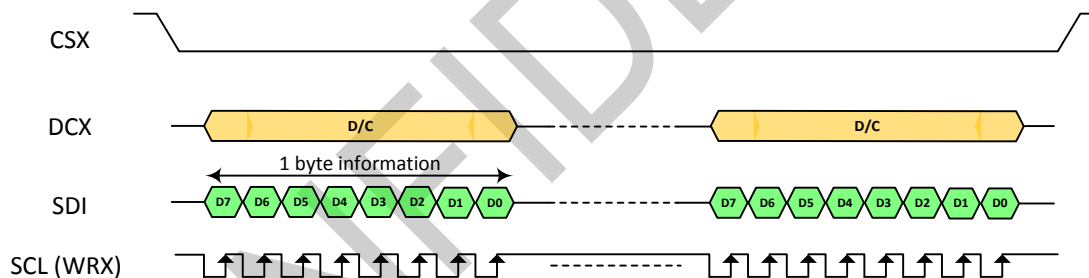 CSX
DCX D/C D/C
1 byte information
SDI D7 D6 D5 D4 D3 D2 D1 D0 D7 D6 D5 D4 D3 D2 D1 D0
SCL (WRX)